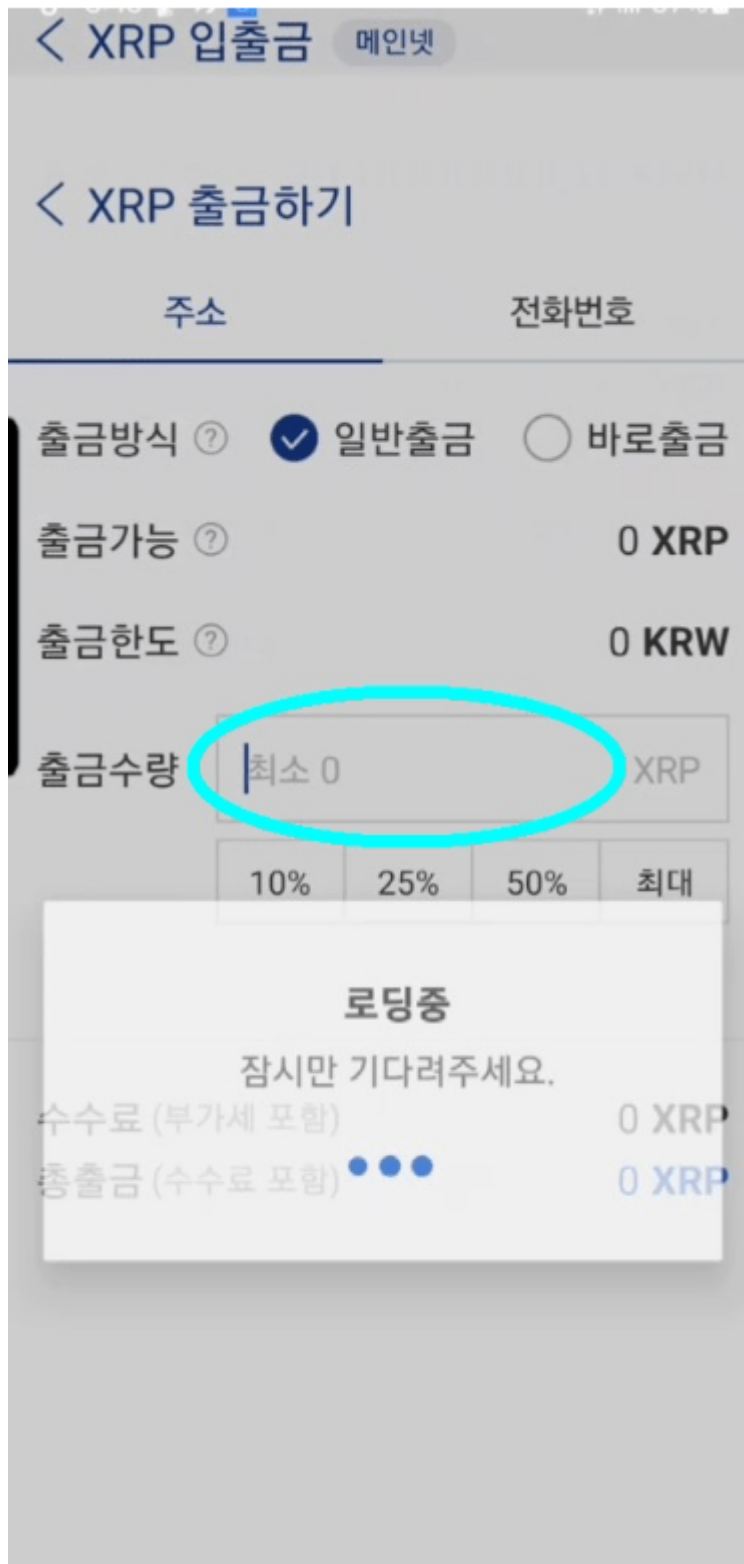 < XRP 입출금 메인넷
< XRP 출금하기
주소 전화번호
출금방식 ? 일반출금 바로출금
출금가능 ? 0 XRP
출금한도 ? 0 KRW
출금수량 최소 0 XRP
10% 25% 50% 최대
로딩중
잠시만 기다려주세요.
수수료 (부가세 포함) 0 XRP
총출금 (수수료 포함) 0 XRP